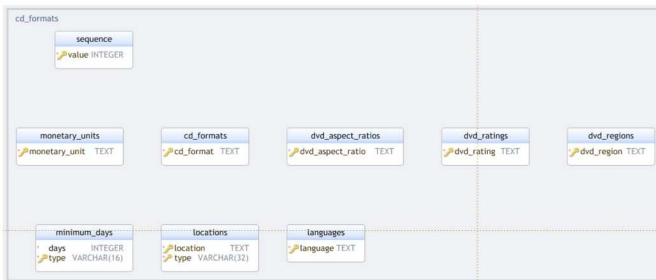 cd_formats
sequence
value INTEGER
monetary_units
monetary_unit TEXT
cd_formats
cd_format TEXT
dvd_aspect_ratios
dvd_aspect_ratio TEXT
dvd_ratings
dvd_rating TEXT
dvd_regions
dvd_region TEXT
minimum_days
days INTEGER
type VARCHAR(16)
locations
location TEXT
type VARCHAR(32)
languages
language TEXT